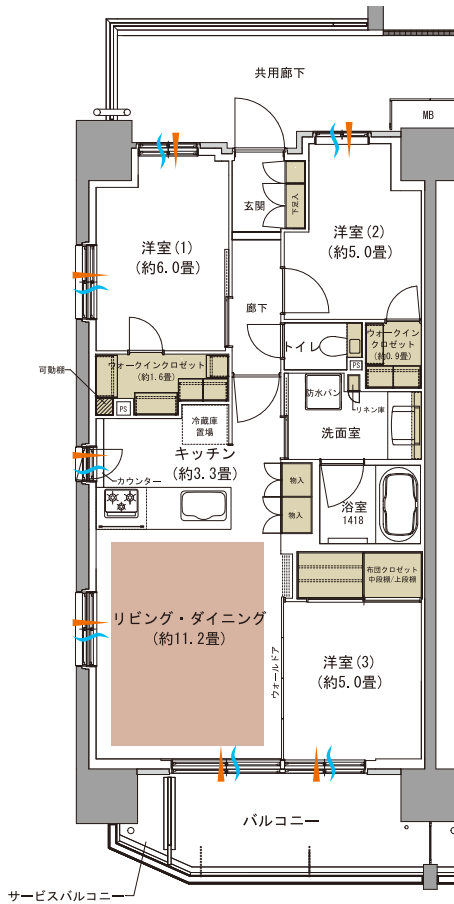 共用廊下
MB
玄関
下足入
洋室(1)
(約6.0畳)
洋室(2)
(約5.0畳)
廊下
トイレ
PS
ウォークイン
クロゼット
(約0.9畳)
可動棚
ウォークインクロゼット
(約1.6畳)
PS
防水パン
リネン庫
洗面室
冷蔵庫
置場
キッチン
(約3.3畳)
カウンター
物入
物入
浴室
1418
布団クロゼット
中段棚/上段棚
リビング・ダイニング
(約11.2畳)
ウォールドア
洋室(3)
(約5.0畳)
バルコニー
サービスバルコニー